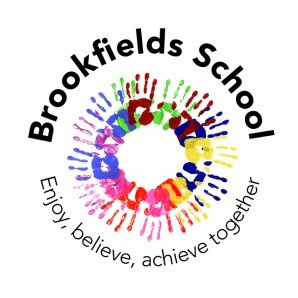 Brookfields School
Enjoy, believe, achieve together